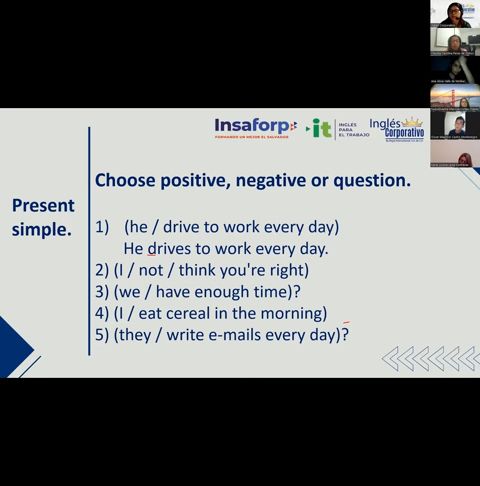 Insaforp
FORMANDO UN MEJOR EL SALVADOR
it
INGLÉS
PARA
EL TRABAJO
Inglés
Corporativo
Choose positive, negative or question.
Present
simple.
1) (he / drive to work every day)
He drives to work every day.
2) (I / not / think you're right)
3) (we / have enough time)?
4) (I / eat cereal in the morning)
5) (they / write e-mails every day)?